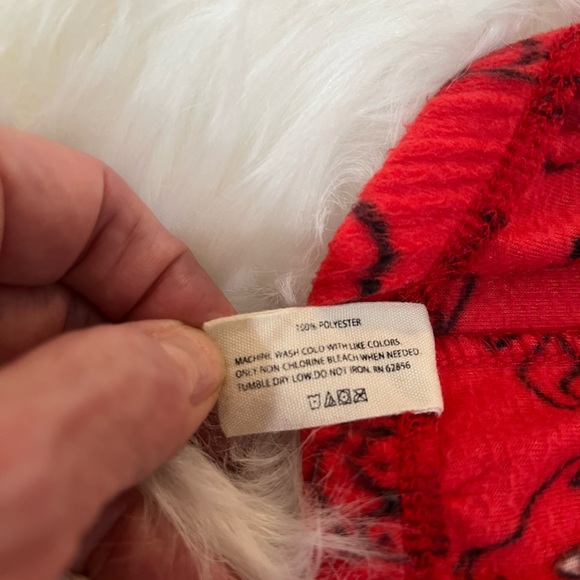 100% POLYESTER
MACHINE WASH COLD WITH LIKE COLORS.
ONLY NON CHLORINE BLEACH WHEN NEEDED.
TUMBLE DRY LOW.DO NOT IRON. RN 62856